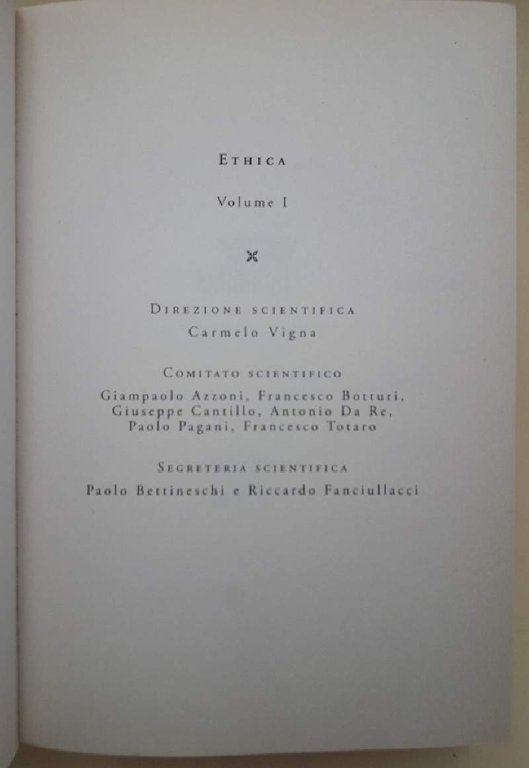 ETHICA
Volume I
DIREZIONE SCIENTIFICA
Carmelo Vigna
COMITATO SCIENTIFICO
Giampaolo Azzoni, Francesco Botturi,
Giuseppe Cantillo, Antonio Da Re,
Paolo Pagani, Francesco Totaro
SEGRETERIA SCIENTIFICA
Paolo Bettineschi e Riccardo Fanciullacci